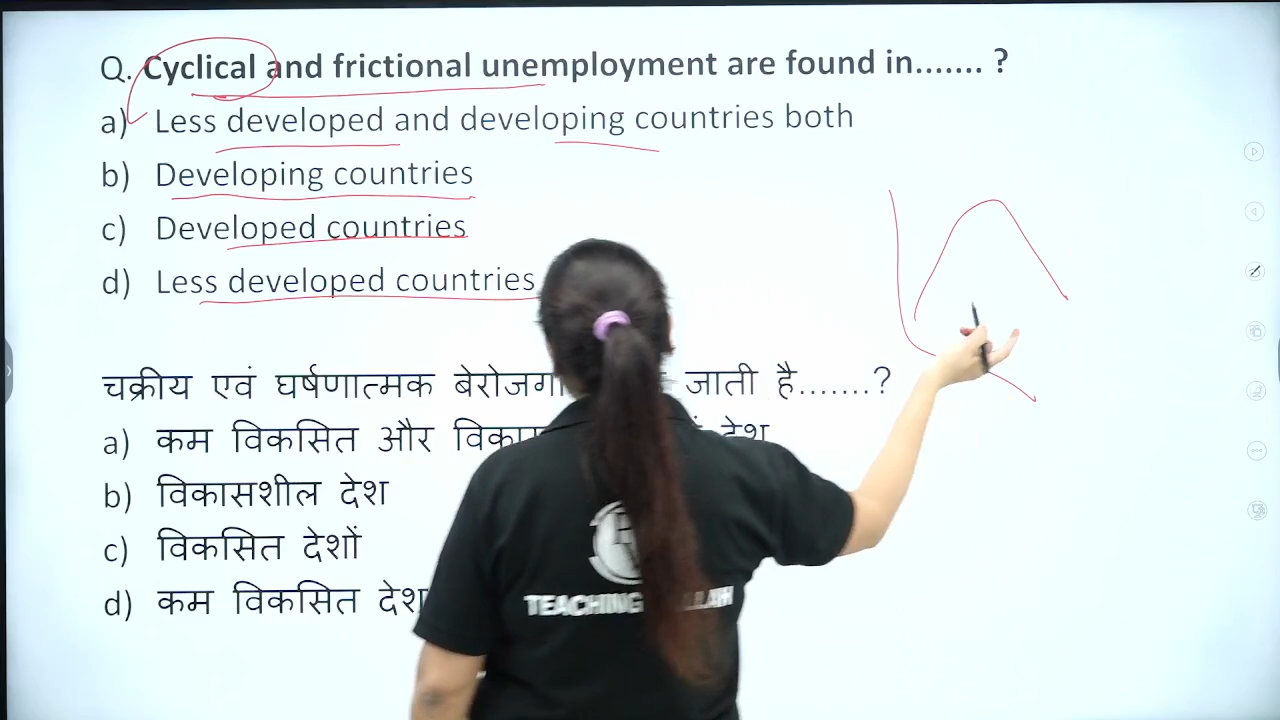 Q. Cyclical and frictional unemployment are found in....... ?
a) Less developed and developing countries both
b) Developing countries
c) Developed countries
d) Less developed countries
चक्रीय एवं घर्षणात्मक जाती है.......?
a) कम विकसित और देश
b) विकासशील देश
c) विकसित देशों
d) कम विकसित देश
TEACHING